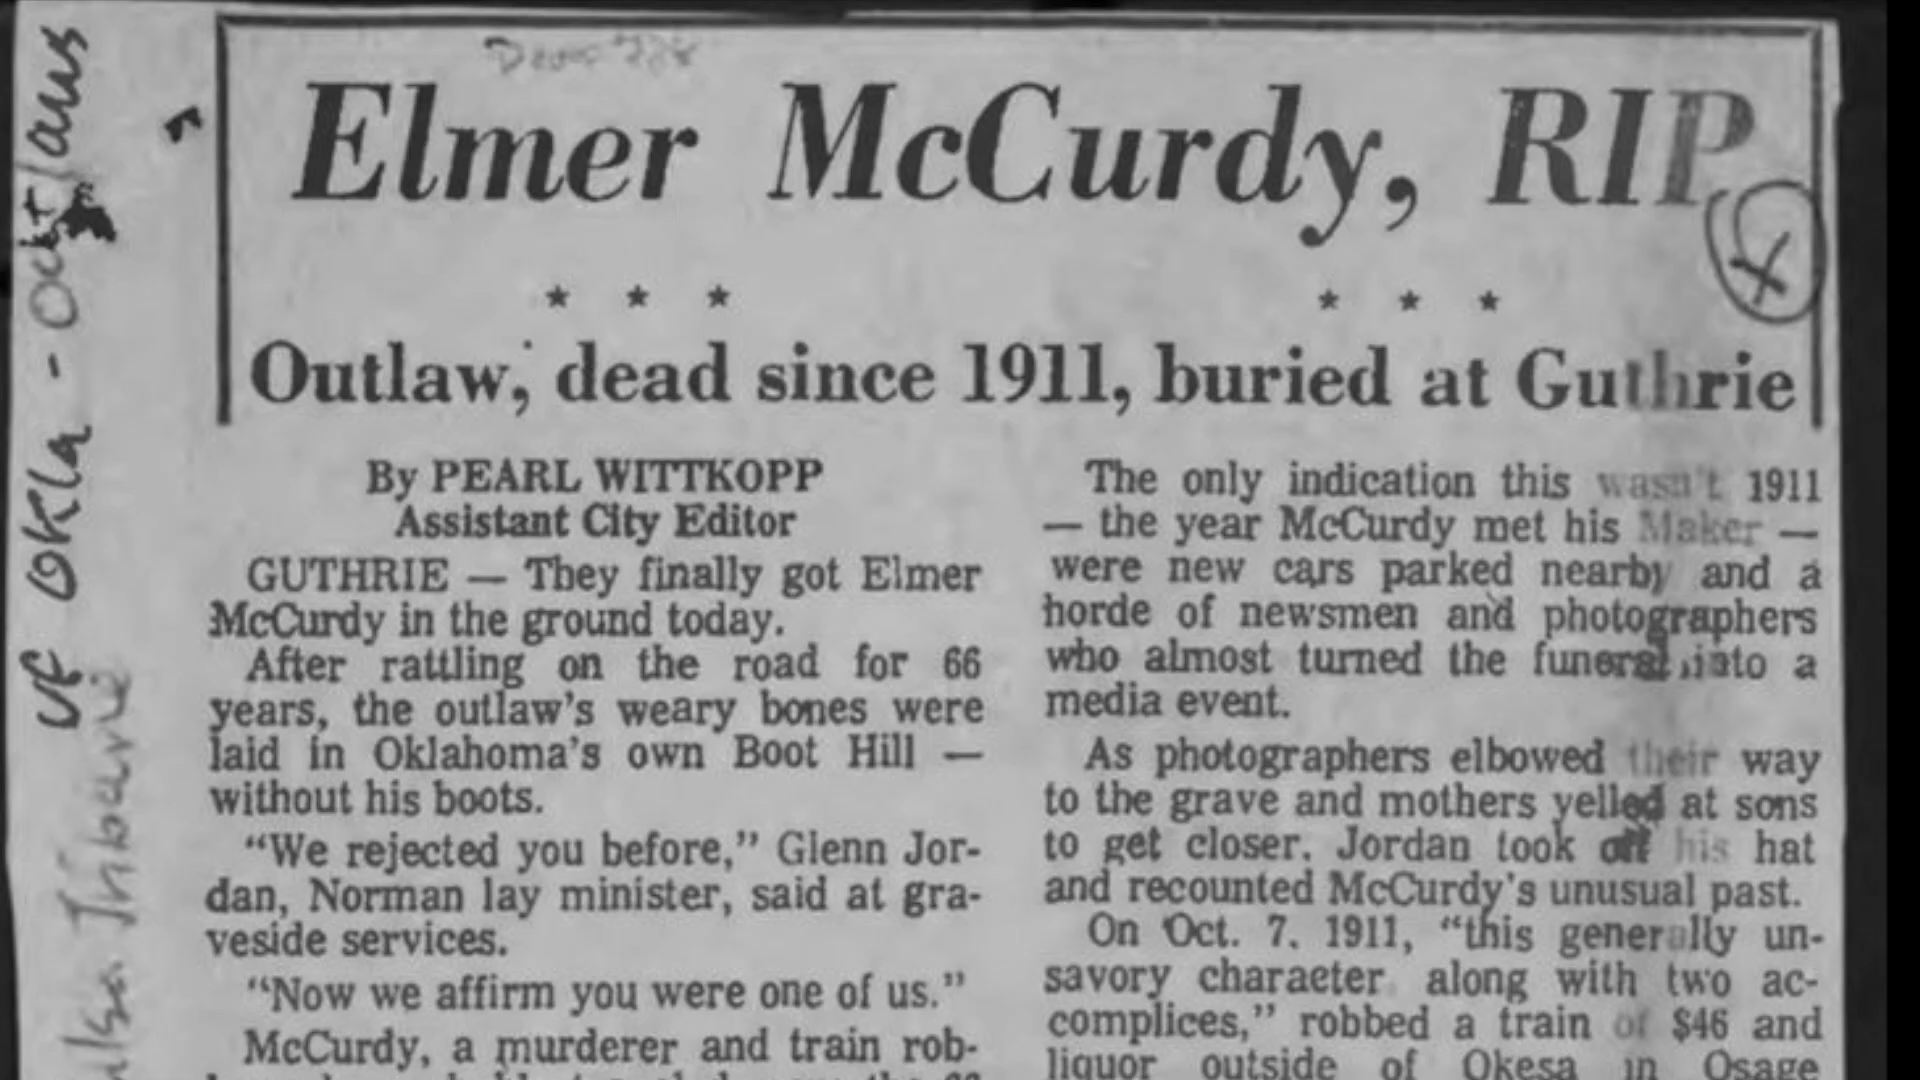 Elmer McCurdy, RIP
* * * * * *
Outlaw, dead since 1911, buried at Guthrie
By PEARL WITTKOPP
Assistant City Editor
GUTHRIE — They finally got Elmer
McCurdy in the ground today.
After rattling on the road for 66
years, the outlaw's weary bones were
laid in Oklahoma's own Boot Hill —
without his boots.
"We rejected you before," Glenn Jor-
dan, Norman lay minister, said at gra-
veside services.
"Now we affirm you were one of us."
McCurdy, a murderer and train rob-
The only indication this wasn't 1911
— the year McCurdy met his Maker —
were new cars parked nearby and a
horde of newsmen and photographers
who almost turned the funeral into a
media event.
As photographers elbowed their way
to the grave and mothers yelled at sons
to get closer, Jordan took off his hat
and recounted McCurdy's unusual past.
On Oct. 7, 1911, "this generally un-
savory character along with two ac-
complices," robbed a train of $46 and
liquor outside of Okesa in Osage
VF OKla - Outlaws
Tribune